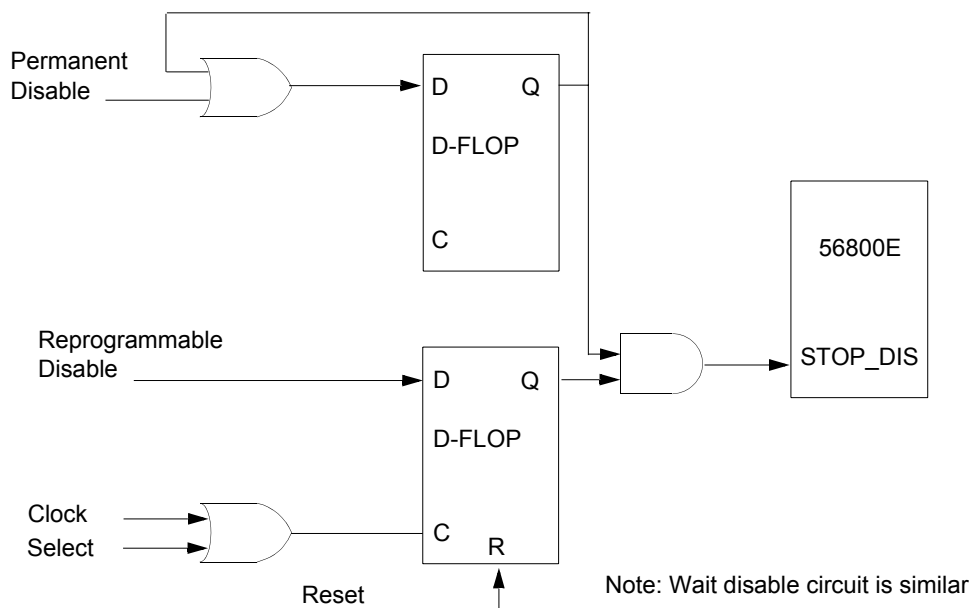 Permanent
Disable
D Q
D-FLOP
C
56800E
STOP_DIS
Reprogrammable
Disable
D Q
D-FLOP
Clock
Select
C
R
Reset
Note: Wait disable circuit is similar